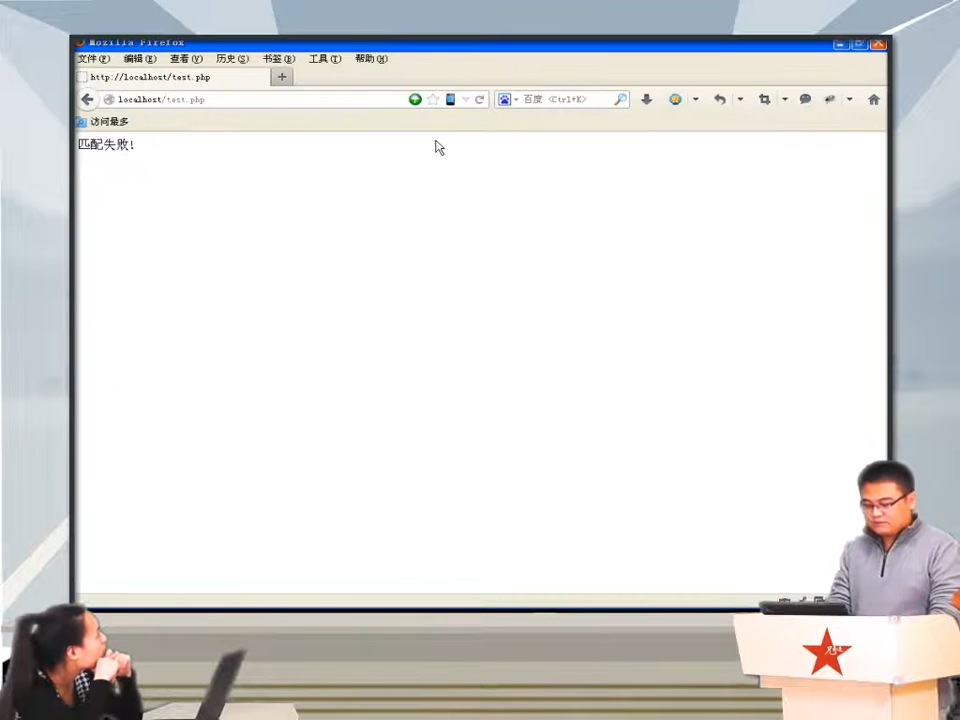 Mozilla Firefox
文件(F) 编辑(E) 查看(V) 历史(S) 书签(B) 工具(T) 帮助(H)
http://localhost/test.php
localhost/test.php 百度 <Ctrl+K>
访问最多
匹配失败!